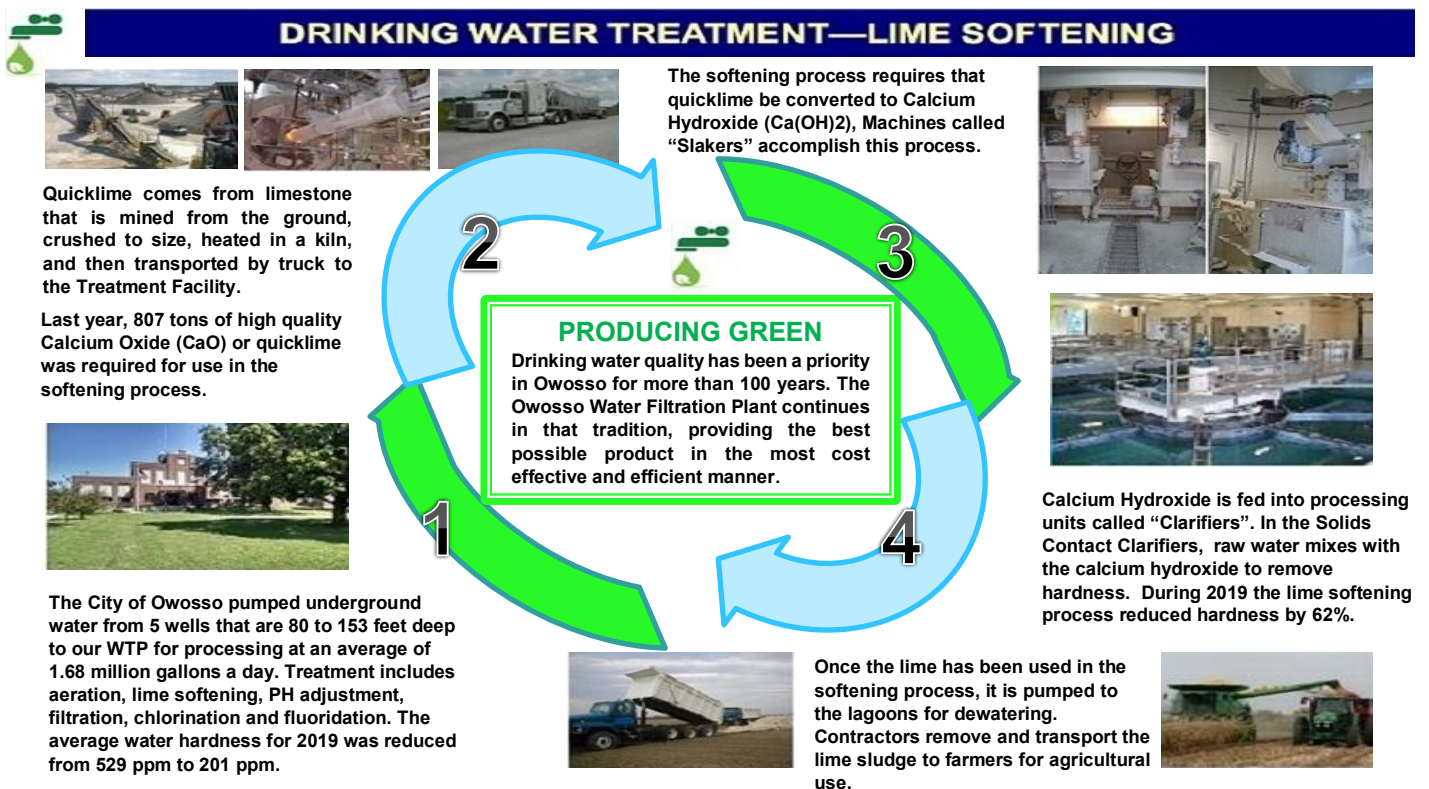 DRINKING WATER TREATMENT—LIME SOFTENING
The City of Owosso pumped underground
water from 5 wells that are 80 to 153 feet deep
to our WTP for processing at an average of
1.68 million gallons a day. Treatment includes
aeration, lime softening, PH adjustment,
filtration, chlorination and fluoridation. The
average water hardness for 2019 was reduced
from 529 ppm to 201 ppm.
1
Quicklime comes from limestone
that is mined from the ground,
crushed to size, heated in a kiln,
and then transported by truck to
the Treatment Facility.
Last year, 807 tons of high quality
Calcium Oxide (CaO) or quicklime
was required for use in the
softening process.
2
The softening process requires that
quicklime be converted to Calcium
Hydroxide (Ca(OH)2), Machines called
“Slakers” accomplish this process.
3
Calcium Hydroxide is fed into processing
units called “Clarifiers”. In the Solids
Contact Clarifiers, raw water mixes with
the calcium hydroxide to remove
hardness. During 2019 the lime softening
process reduced hardness by 62%.
4
Once the lime has been used in the
softening process, it is pumped to
the lagoons for dewatering.
Contractors remove and transport the
lime sludge to farmers for agricultural
use.
PRODUCING GREEN
Drinking water quality has been a priority
in Owosso for more than 100 years. The
Owosso Water Filtration Plant continues
in that tradition, providing the best
possible product in the most cost
effective and efficient manner.